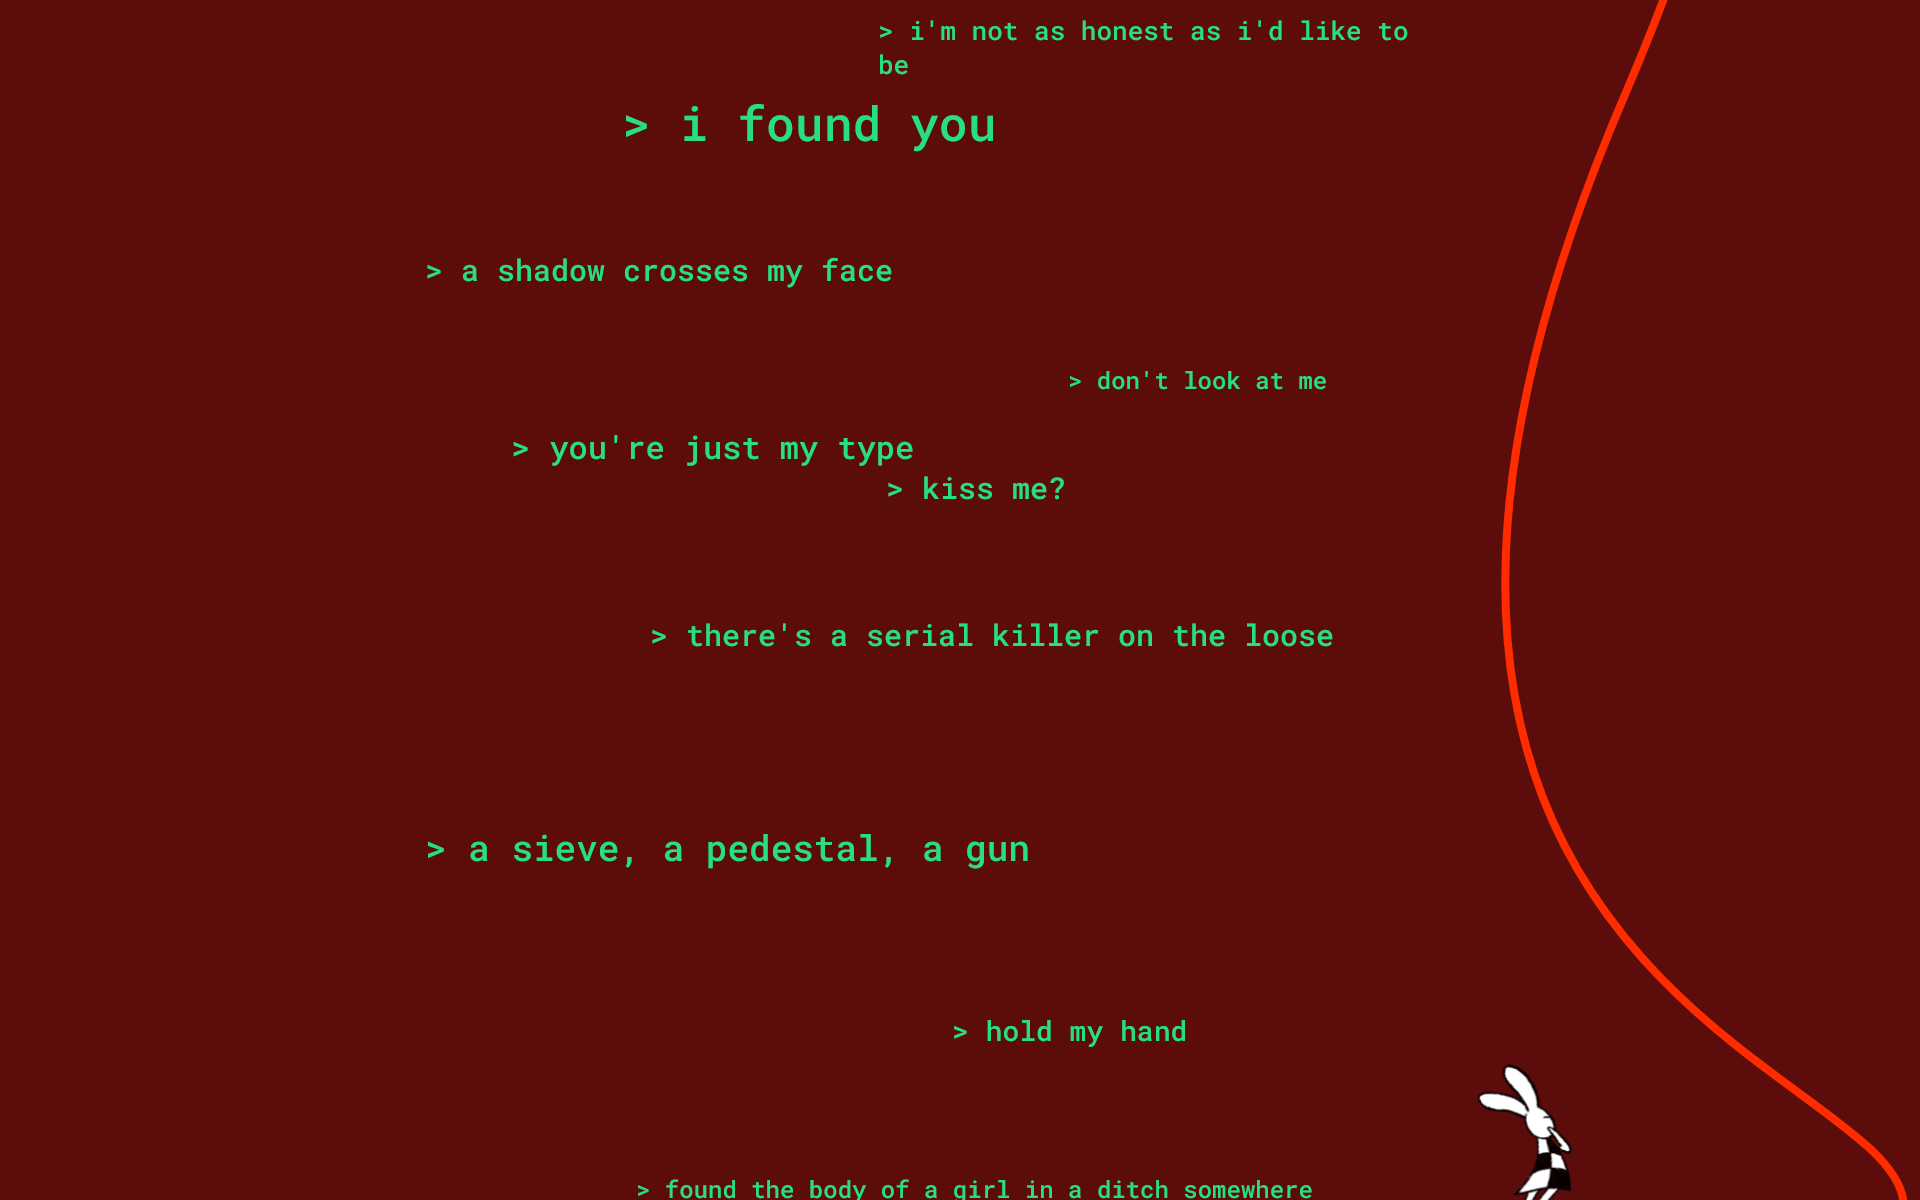 > i'm not as honest as i'd like to
be
> i found you
> a shadow crosses my face
> don't look at me
> you're just my type
> kiss me?
> there's a serial killer on the loose
> a sieve, a pedestal, a gun
> hold my hand
> found the body of a girl in a ditch somewhere